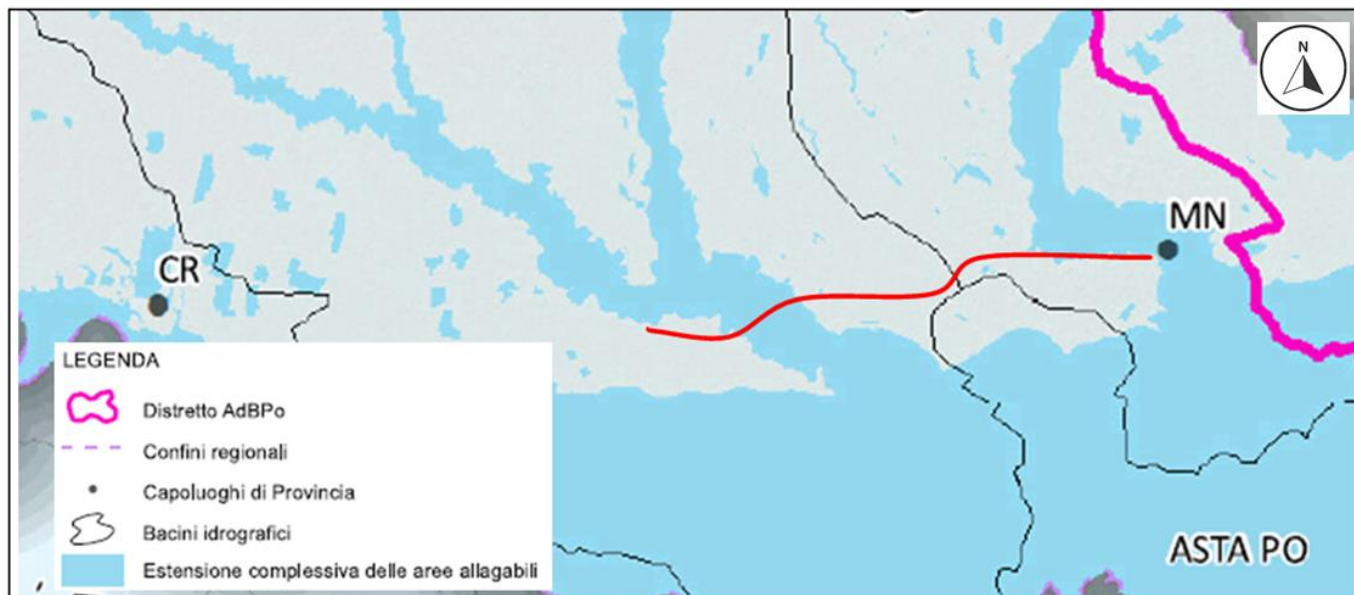 N
MN
CR
LEGENDA
Distretto AdBPo
Confini regionali
Capoluoghi di Provincia
Bacini idrografici
Estensione complessiva delle aree allagabili
ASTA PO